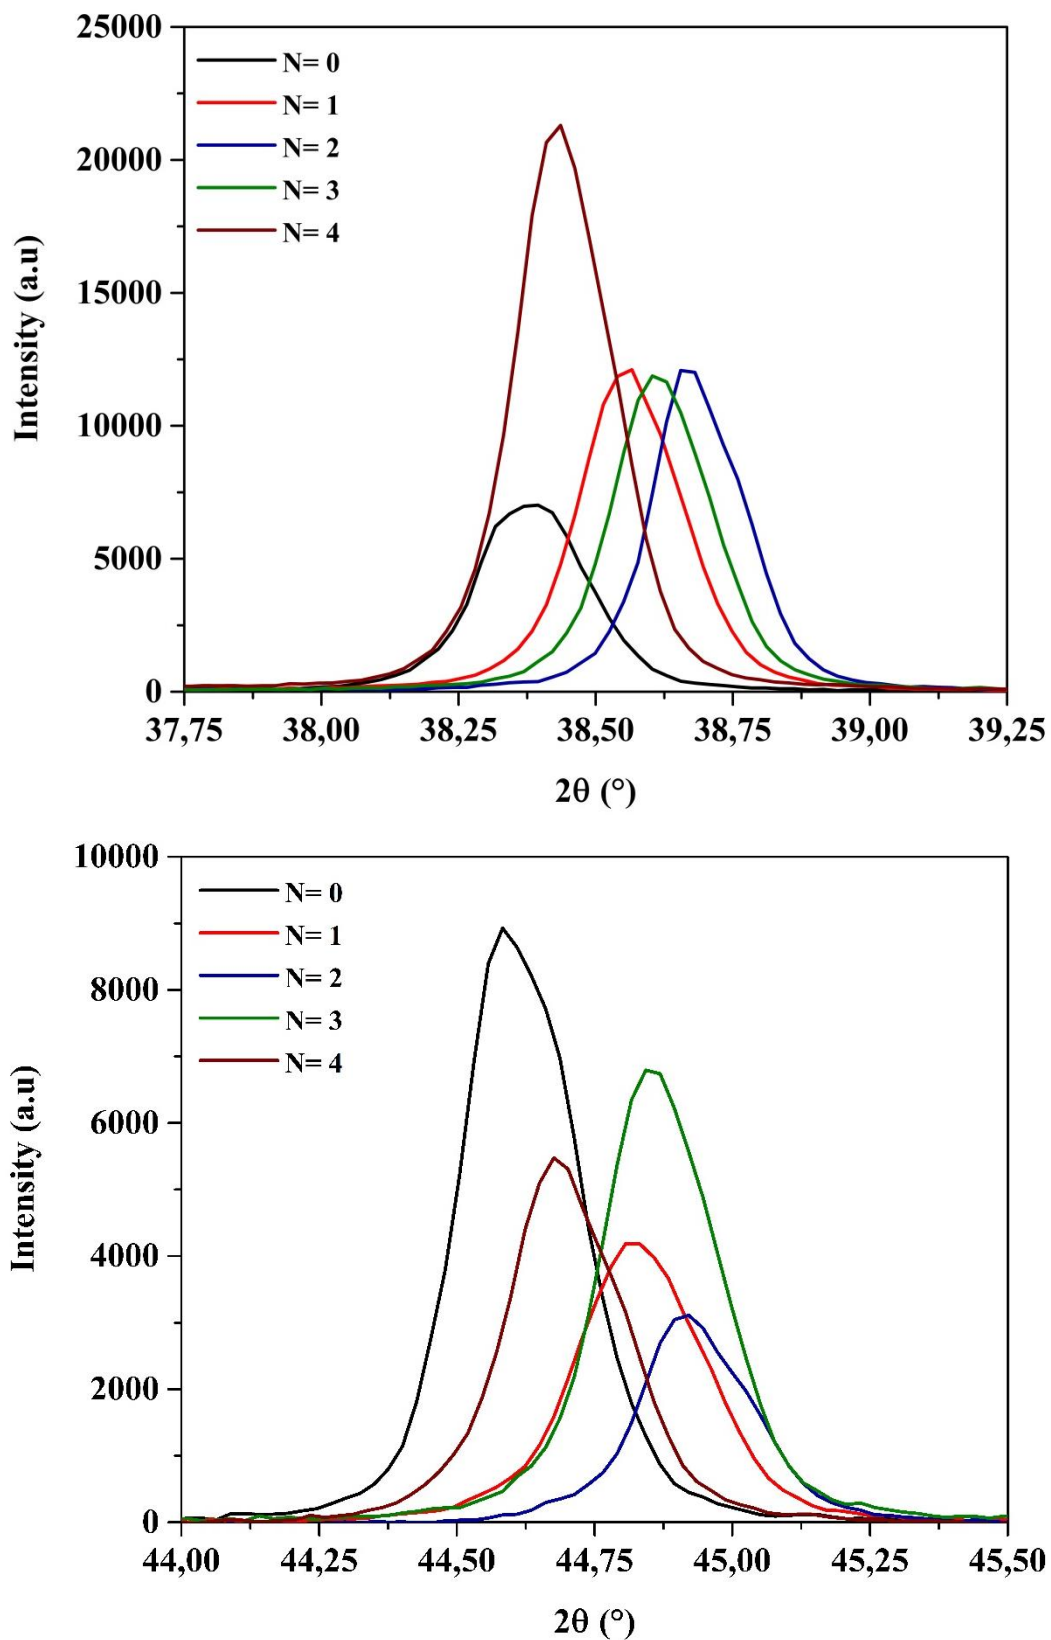 25000
20000
15000
10000
5000
0
Intensity (a.u)
N= 0
N= 1
N= 2
N= 3
N= 4
37,75 38,00 38,25 38,50 38,75 39,00 39,25
2θ (°)
10000
8000
6000
4000
2000
0
Intensity (a.u)
N= 0
N= 1
N= 2
N= 3
N= 4
44,00 44,25 44,50 44,75 45,00 45,25 45,50
2θ (°)